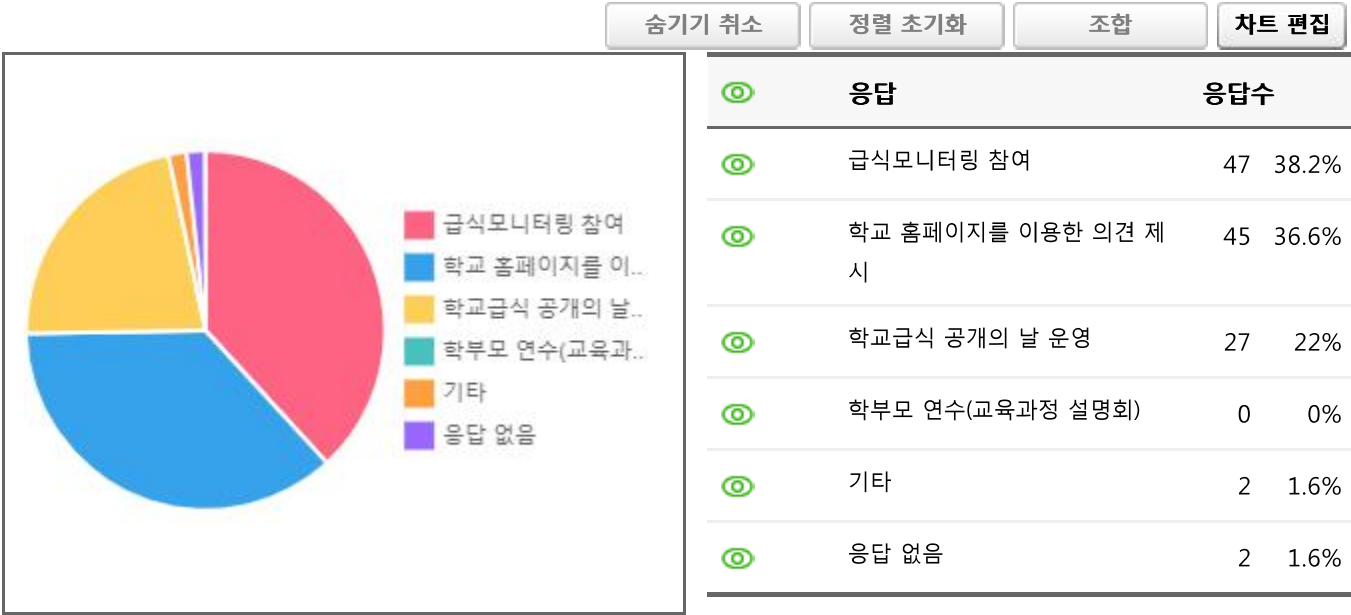 숨기기 취소 정렬 초기화 조합 차트 편집
급식모니터링 참여
학교 홈페이지를 이..
학교급식 공개의 날..
학부모 연수(교육과..
기타
응답 없음
응답 응답수
급식모니터링 참여 47 38.2%
학교 홈페이지를 이용한 의견 제 45 36.6%
시
학교급식 공개의 날 운영 27 22%
학부모 연수(교육과정 설명회) 0 0%
기타 2 1.6%
응답 없음 2 1.6%